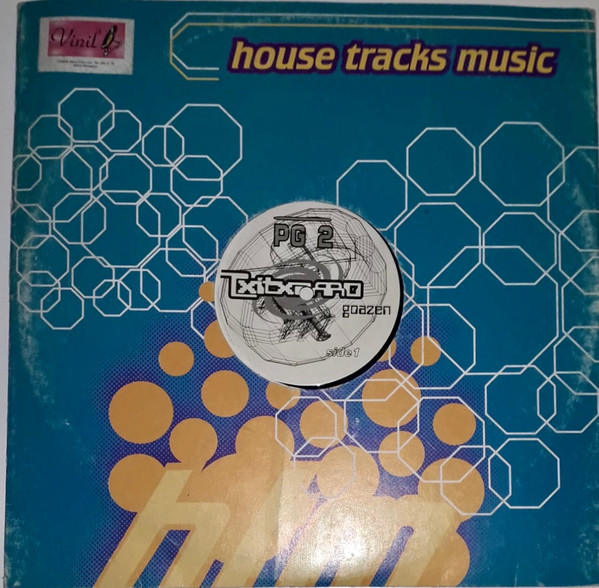 Vinil
house tracks music
PG 2
Txitxarro
goazen
side 1
htm